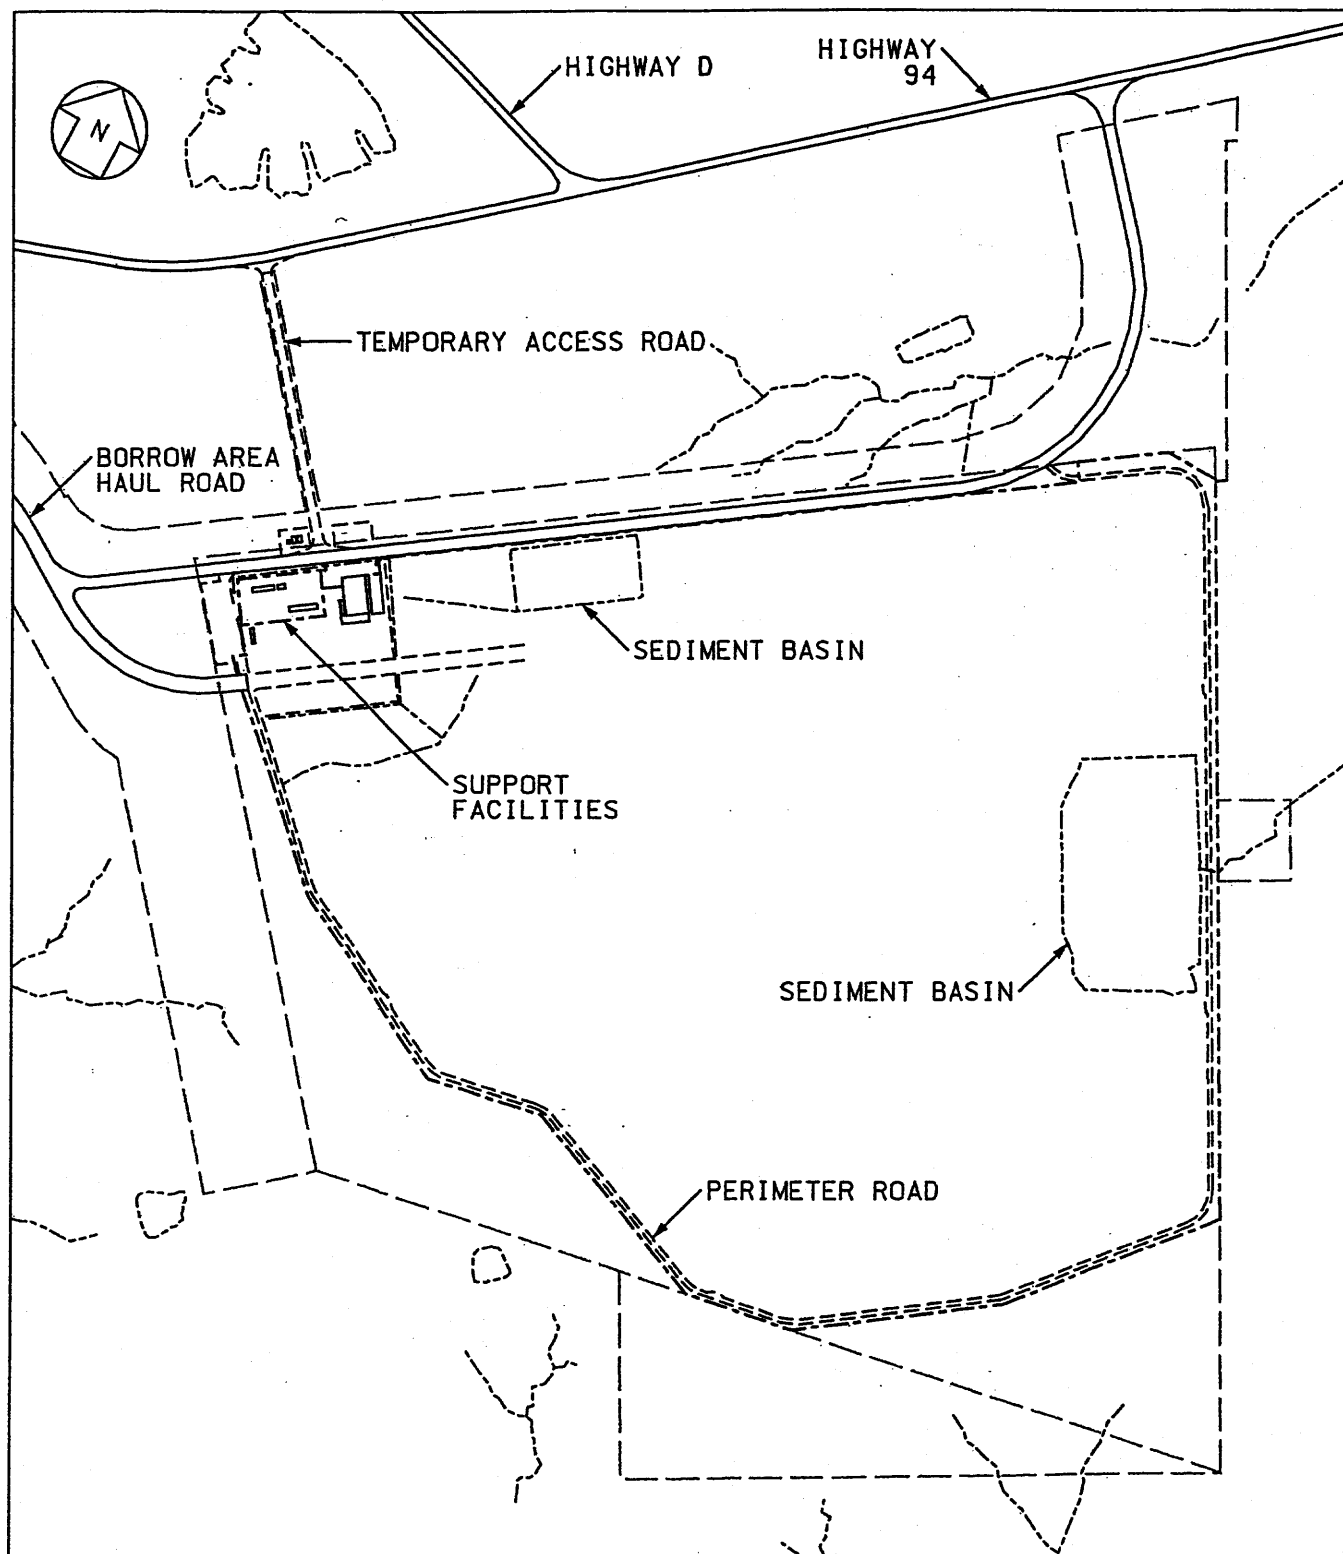 HIGHWAY D
HIGHWAY
94
N
TEMPORARY ACCESS ROAD
BORROW AREA
HAUL ROAD
SEDIMENT BASIN
SUPPORT
FACILITIES
SEDIMENT BASIN
PERIMETER ROAD